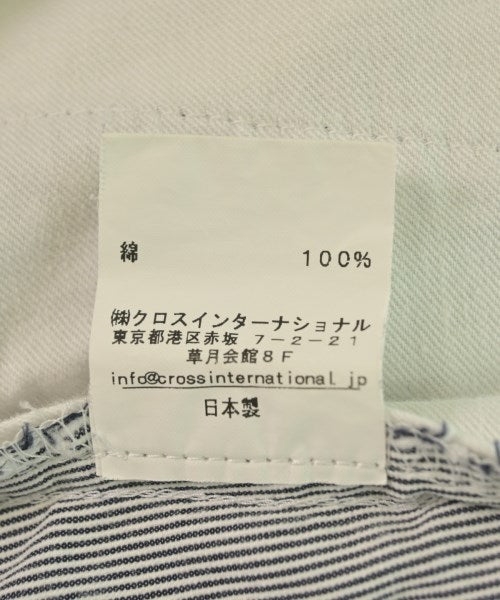 綿 100%
㈱クロスインターナショナル
東京都港区赤坂 7-2-21
草月会館8F
info@crossinternational.jp
日本製